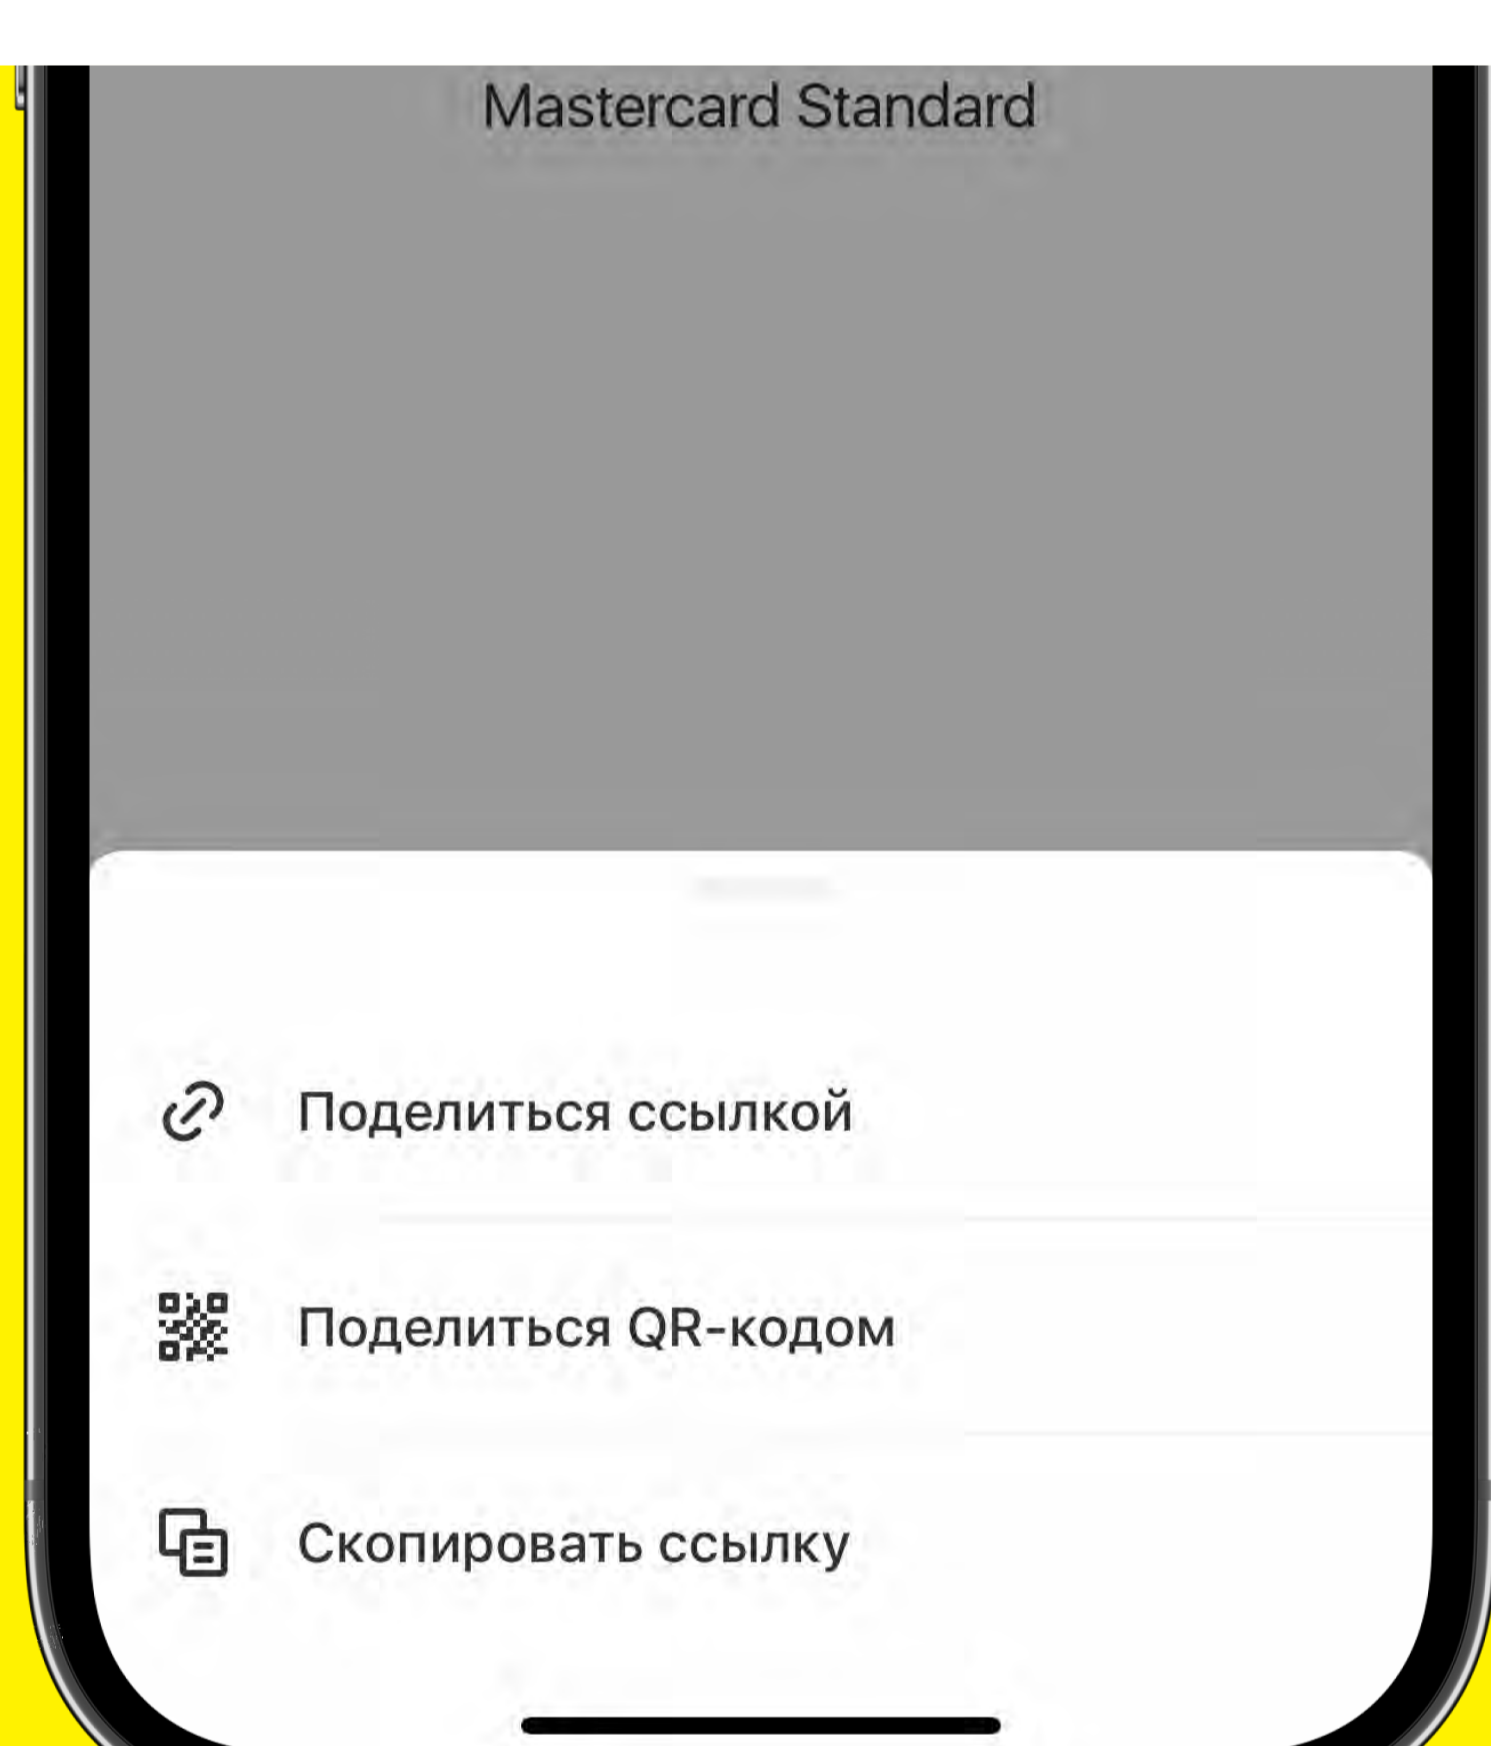 Mastercard Standard
Поделиться ссылкой
Поделиться QR-кодом
Скопировать ссылку